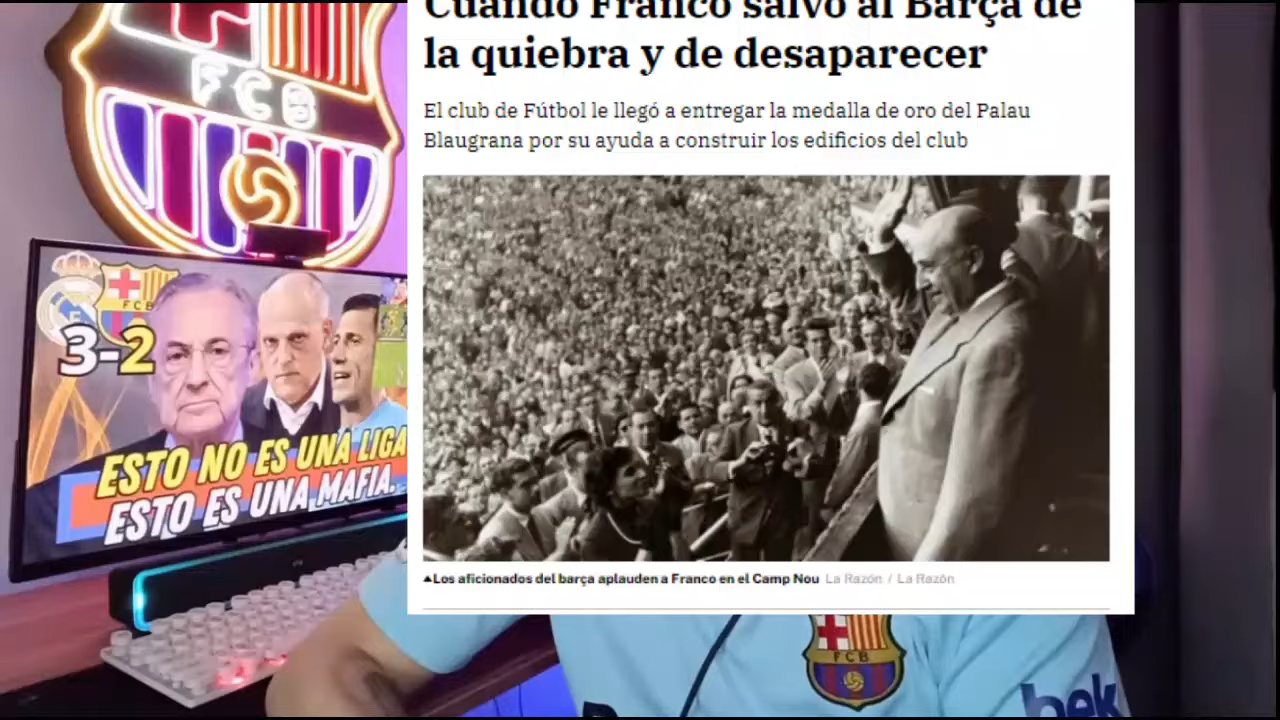 Cuando Franco salvó al Barça de
la quiebra y de desaparecer
El club de Fútbol le llegó a entregar la medalla de oro del Palau
Blaugrana por su ayuda a construir los edificios del club
Los aficionados del barça aplauden a Franco en el Camp Nou La Razón / La Razón
FCB
FCB
3-2
ESTO NO ES UNA LIGA
ESTO ES UNA MAFIA.
FCB
bek